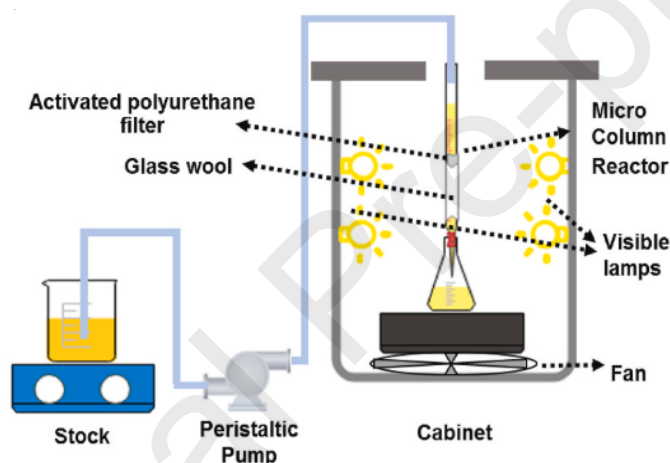 Activated polyurethane
filter
Glass wool
Micro
Column
Reactor
Visible
lamps
Fan
Stock
Peristaltic
Pump
Cabinet